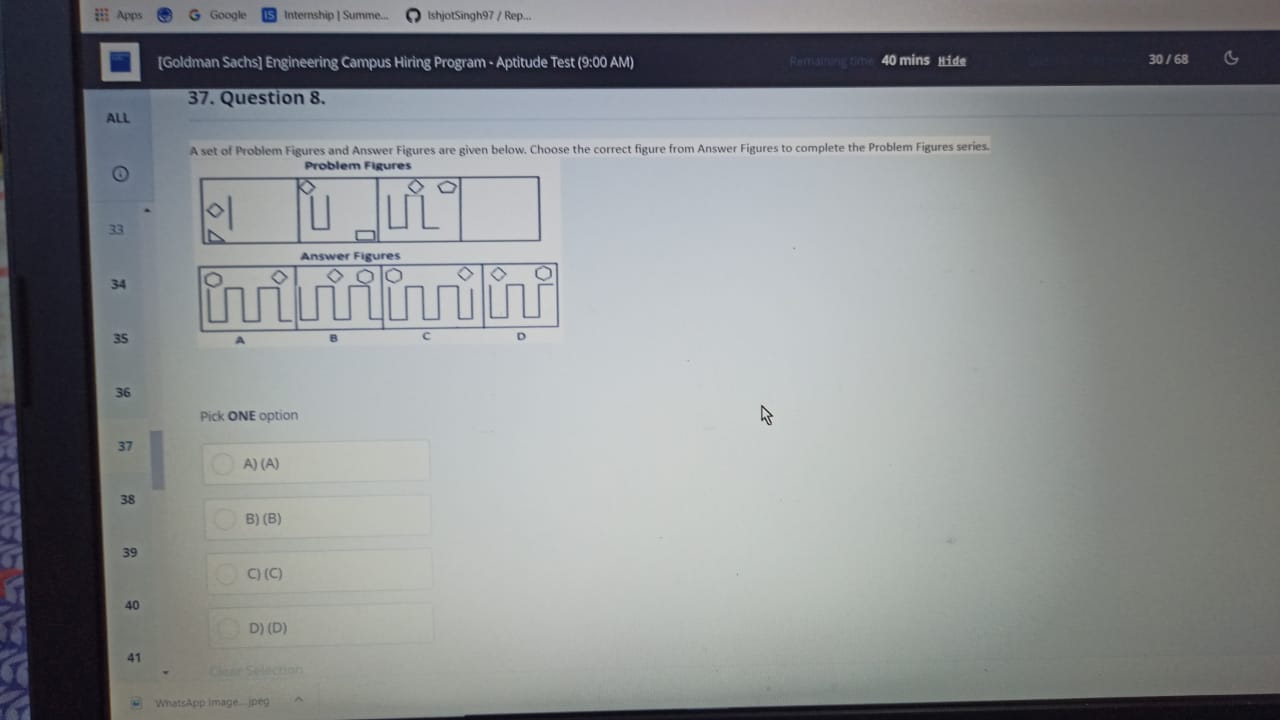 Apps Google IS Internship | Summe... IshjotSingh97 / Rep...
[Goldman Sachs] Engineering Campus Hiring Program - Aptitude Test (9:00 AM) Remaining time 40 mins Hide 30 / 68
37. Question 8.
ALL
A set of Problem Figures and Answer Figures are given below. Choose the correct figure from Answer Figures to complete the Problem Figures series.
Problem Figures
33
Answer Figures
34
A B C D
35
36
Pick ONE option
37
A) (A)
38
B) (B)
39
C) (C)
40
D) (D)
41
Clear Selection
WhatsApp Image....jpeg